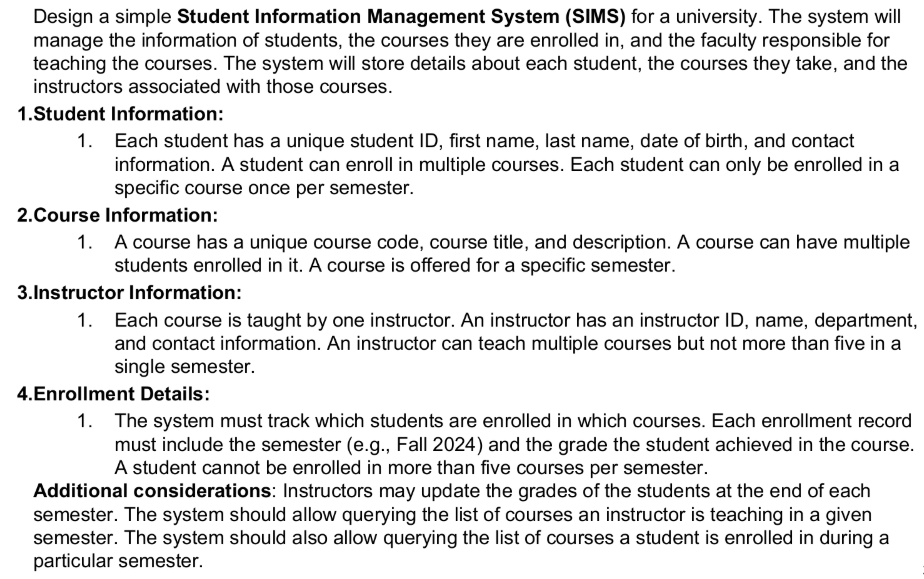 Design a simple Student Information Management System (SIMS) for a university. The system will
manage the information of students, the courses they are enrolled in, and the faculty responsible for
teaching the courses. The system will store details about each student, the courses they take, and the
instructors associated with those courses.
1.Student Information:
1. Each student has a unique student ID, first name, last name, date of birth, and contact
information. A student can enroll in multiple courses. Each student can only be enrolled in a
specific course once per semester.
2.Course Information:
1. A course has a unique course code, course title, and description. A course can have multiple
students enrolled in it. A course is offered for a specific semester.
3.Instructor Information:
1. Each course is taught by one instructor. An instructor has an instructor ID, name, department,
and contact information. An instructor can teach multiple courses but not more than five in a
single semester.
4.Enrollment Details:
1. The system must track which students are enrolled in which courses. Each enrollment record
must include the semester (e.g., Fall 2024) and the grade the student achieved in the course.
A student cannot be enrolled in more than five courses per semester.
Additional considerations: Instructors may update the grades of the students at the end of each
semester. The system should allow querying the list of courses an instructor is teaching in a given
semester. The system should also allow querying the list of courses a student is enrolled in during a
particular semester.